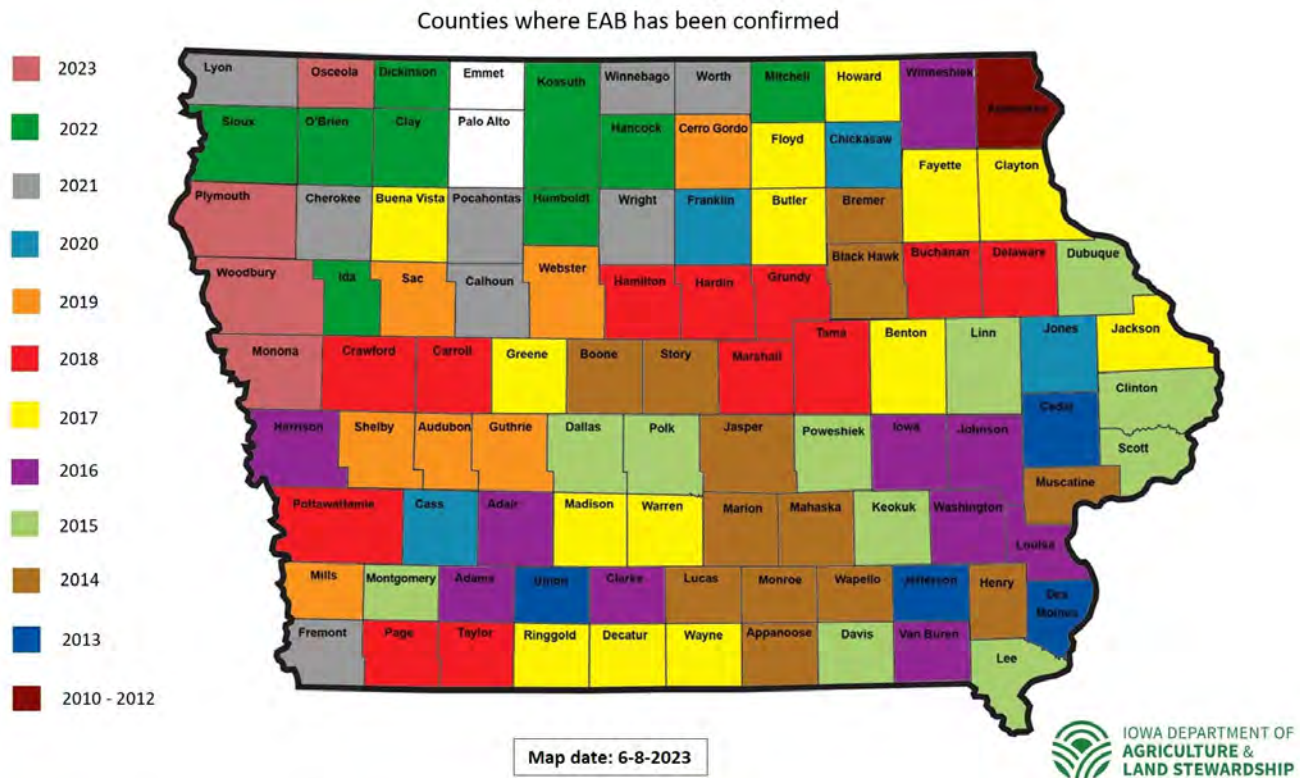 Counties where EAB has been confirmed
2023
2022
2021
2020
2019
2018
2017
2016
2015
2014
2013
2010 - 2012
Lyon
Osceola
Dickinson
Emmet
Kossuth
Winnebago
Worth
Mitchell
Howard
Winneshiek
Allamakee
Sioux
O'Brien
Clay
Palo Alto
Hancock
Cerro Gordo
Floyd
Chickasaw
Fayette
Clayton
Plymouth
Cherokee
Buena Vista
Pocahontas
Humboldt
Wright
Franklin
Butler
Bremer
Woodbury
Ida
Sac
Calhoun
Webster
Hamilton
Hardin
Grundy
Black Hawk
Buchanan
Delaware
Dubuque
Monona
Crawford
Carroll
Greene
Boone
Story
Marshall
Tama
Benton
Linn
Jones
Jackson
Clinton
Harrison
Shelby
Audubon
Guthrie
Dallas
Polk
Jasper
Poweshiek
Iowa
Johnson
Cedar
Scott
Muscatine
Pottawattamie
Cass
Adair
Madison
Warren
Marion
Mahaska
Keokuk
Washington
Louisa
Mills
Montgomery
Adams
Union
Clarke
Lucas
Monroe
Wapello
Jefferson
Henry
Des
Moines
Fremont
Page
Taylor
Ringgold
Decatur
Wayne
Appanoose
Davis
Van Buren
Lee
Map date: 6-8-2023
IOWA DEPARTMENT OF
AGRICULTURE &
LAND STEWARDSHIP